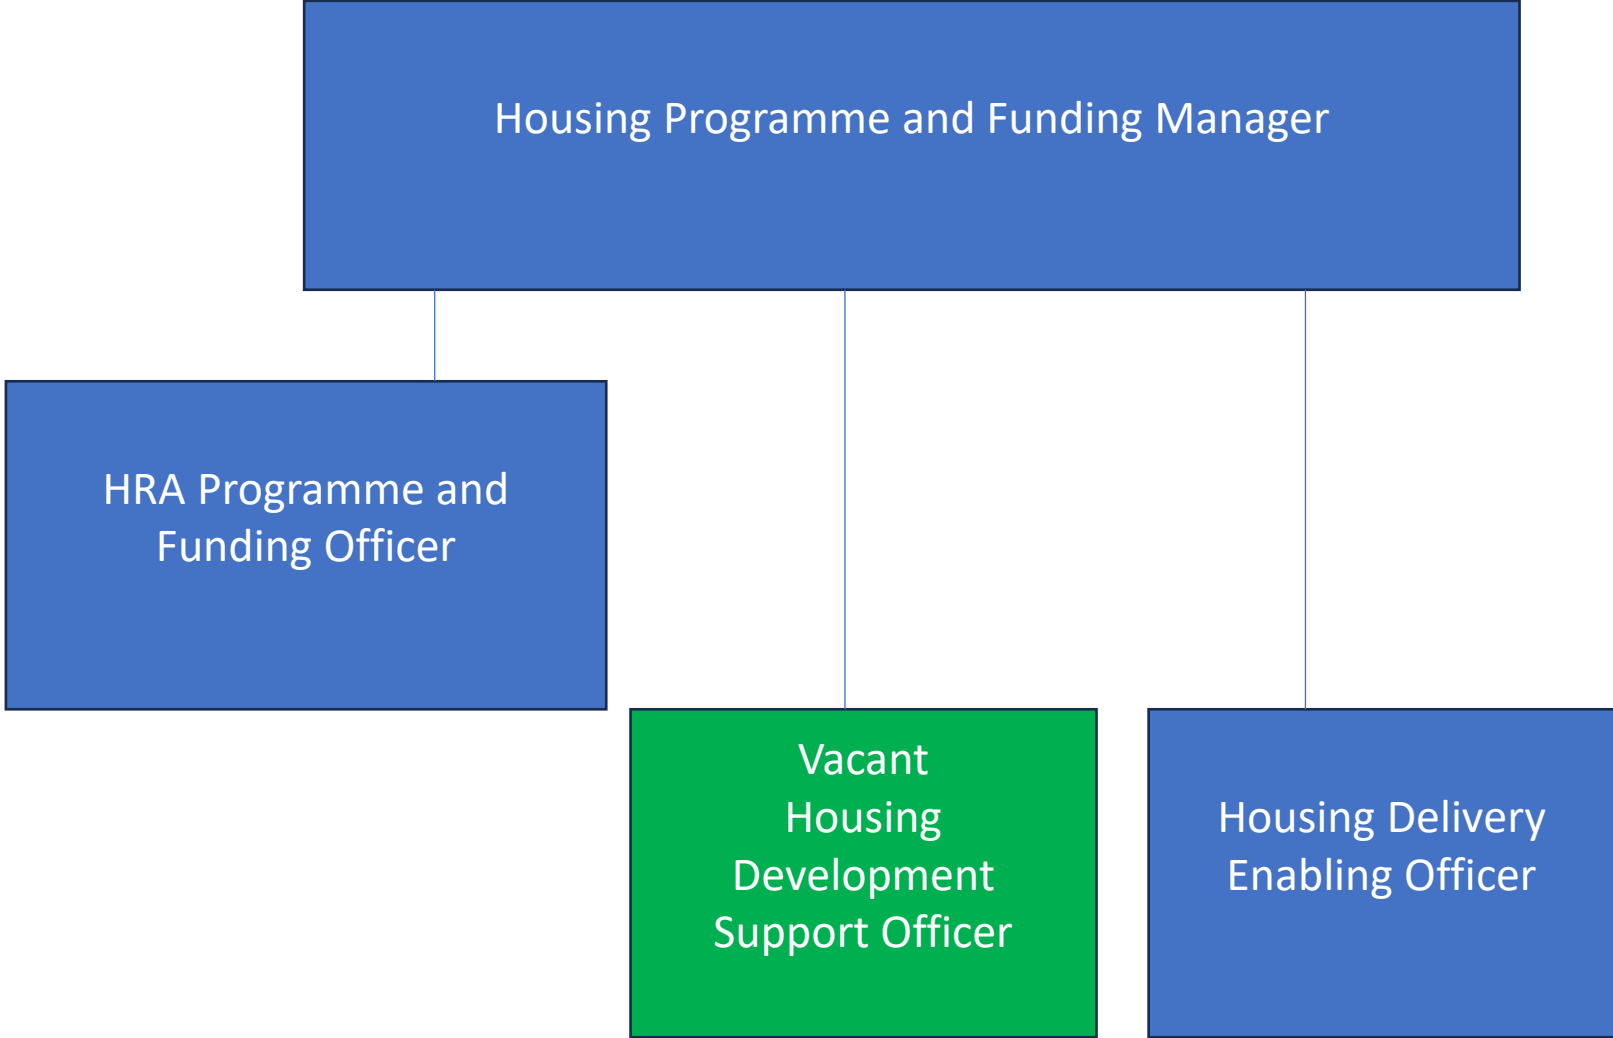 Housing Programme and Funding Manager
HRA Programme and
Funding Officer
Vacant
Housing
Development
Support Officer
Housing Delivery
Enabling Officer